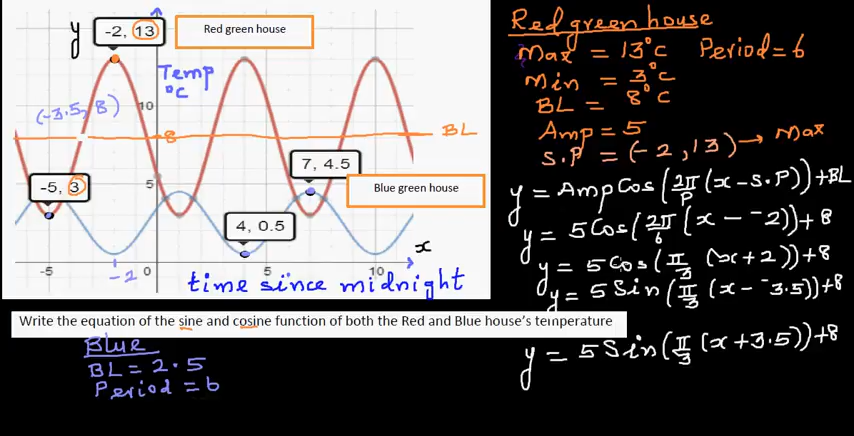 y
-2, 13
Red green house
Temp
°C
(-3.5, 8)
10
8
BL
5
-5, 3
7, 4.5
Blue green house
4, 0.5
x
-5
-2
0
5
10
time since midnight
Write the equation of the sine and cosine function of both the Red and Blue house's temperature
Blue
BL = 2.5
Period = 6
Red green house
Max = 13°C Period = 6
Min = 3°C
BL = 8°C
Amp = 5
S.P = (-2, 13) → Max
y = Amp Cos (2π/P (x - S.P)) + BL
y = 5 Cos (2π/6 (x - -2)) + 8
y = 5 Cos (π/3 (x + 2)) + 8
y = 5 Sin (π/3 (x - -3.5)) + 8
y = 5 Sin (π/3 (x + 3.5)) + 8